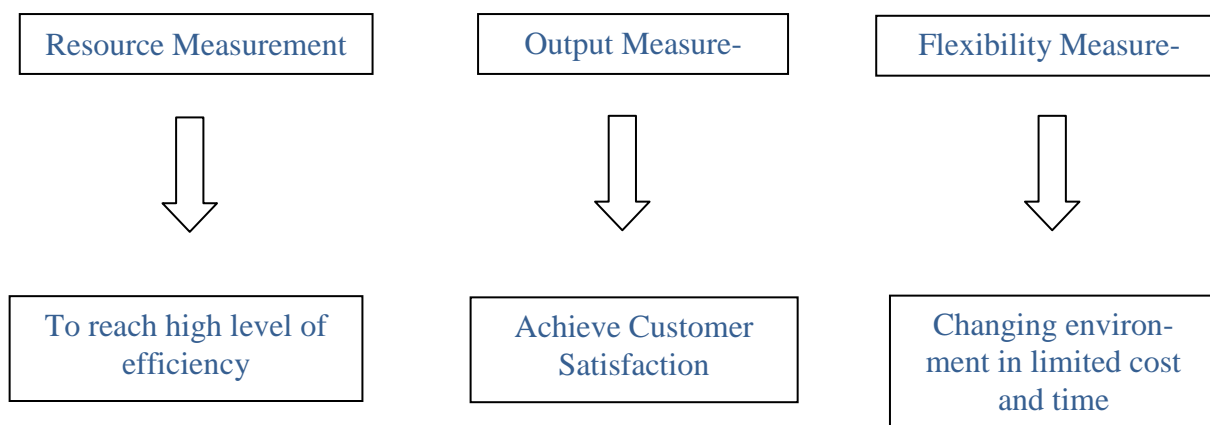 Resource Measurement
Output Measure-
Flexibility Measure-
To reach high level of
efficiency
Achieve Customer
Satisfaction
Changing environ-
ment in limited cost
and time